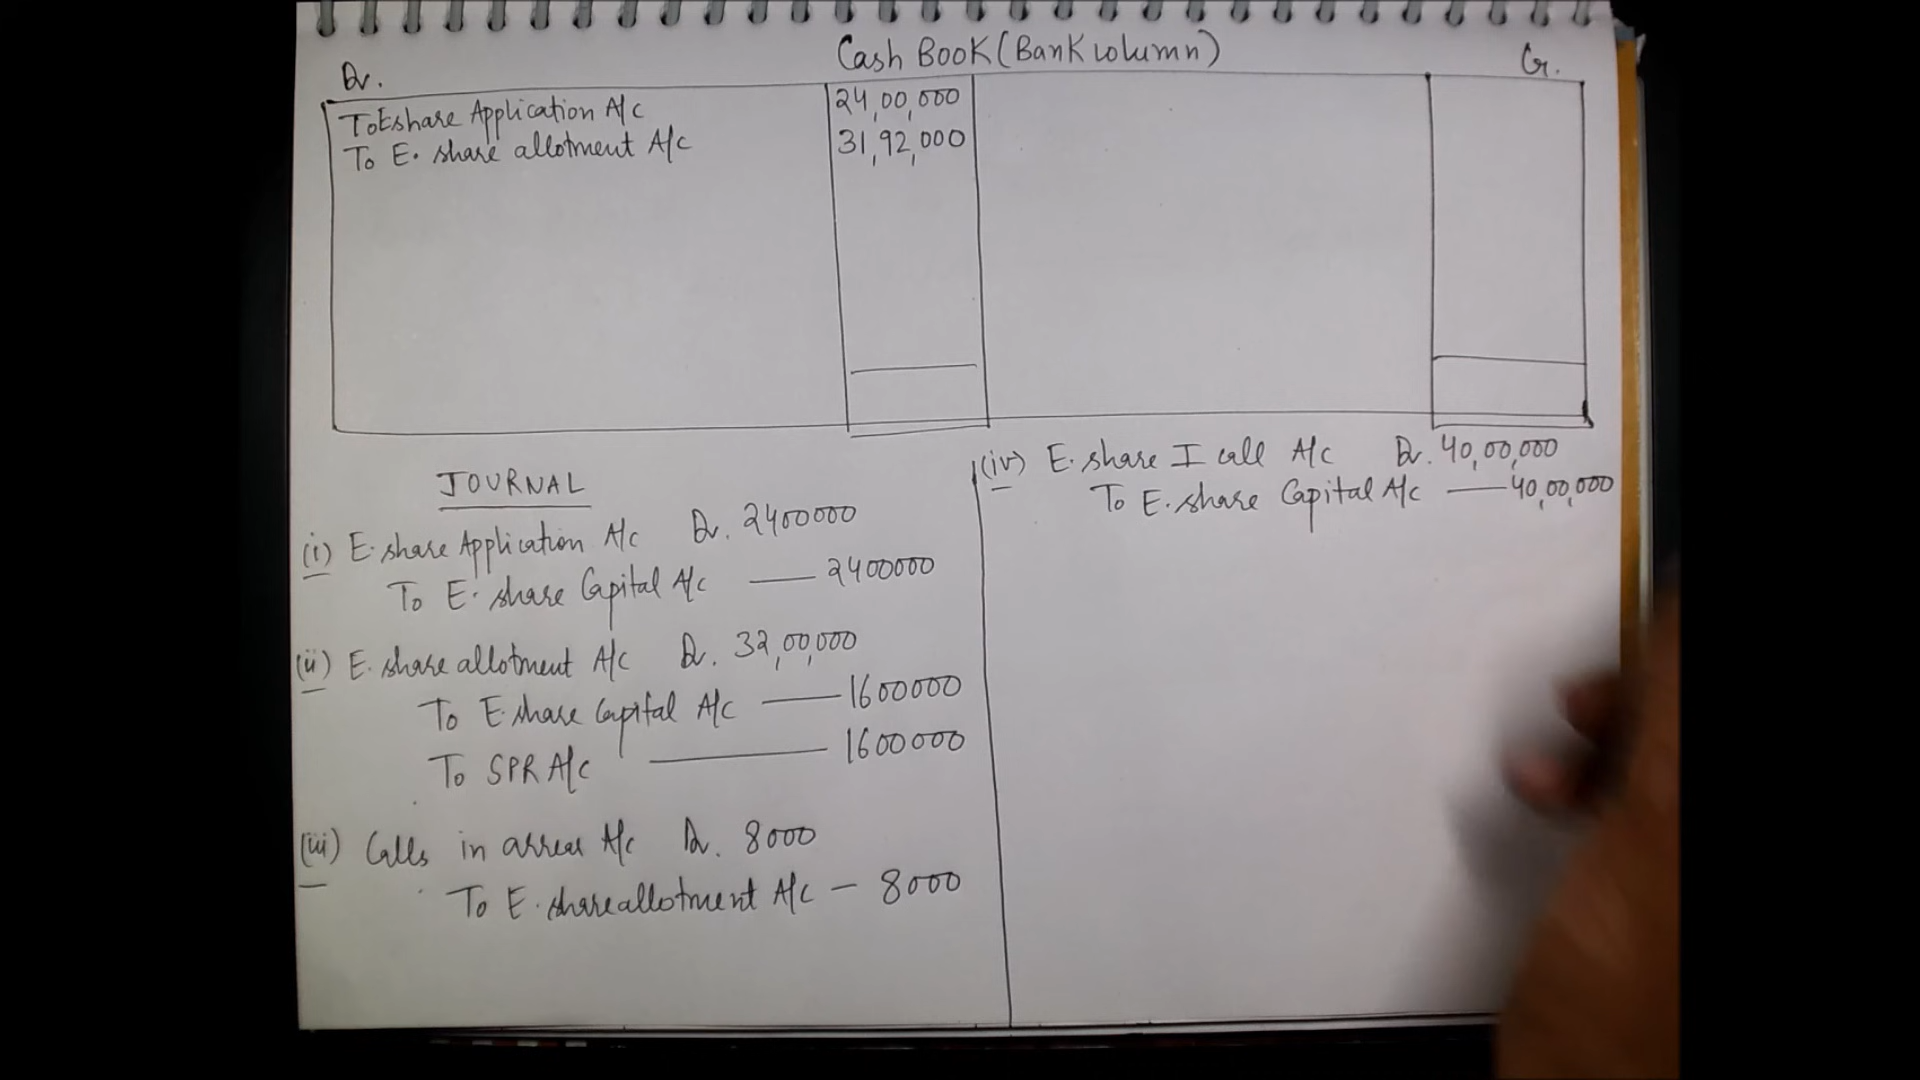 Cash Book (Bank column)
Dr.
Cr.
To E share Application A/c 24,00,000
To E. share allotment A/c 31,92,000
JOURNAL
(i) E. share Application A/c Dr. 2400000
To E. share Capital A/c — 2400000
(ii) E. share allotment A/c Dr. 32,00,000
To E share Capital A/c — 1600000
To SPR A/c — 1600000
(iii) Calls in arrear A/c Dr. 8000
To E. share allotment A/c — 8000
(iv) E. share I call A/c Dr. 40,00,000
To E. share Capital A/c — 40,00,000